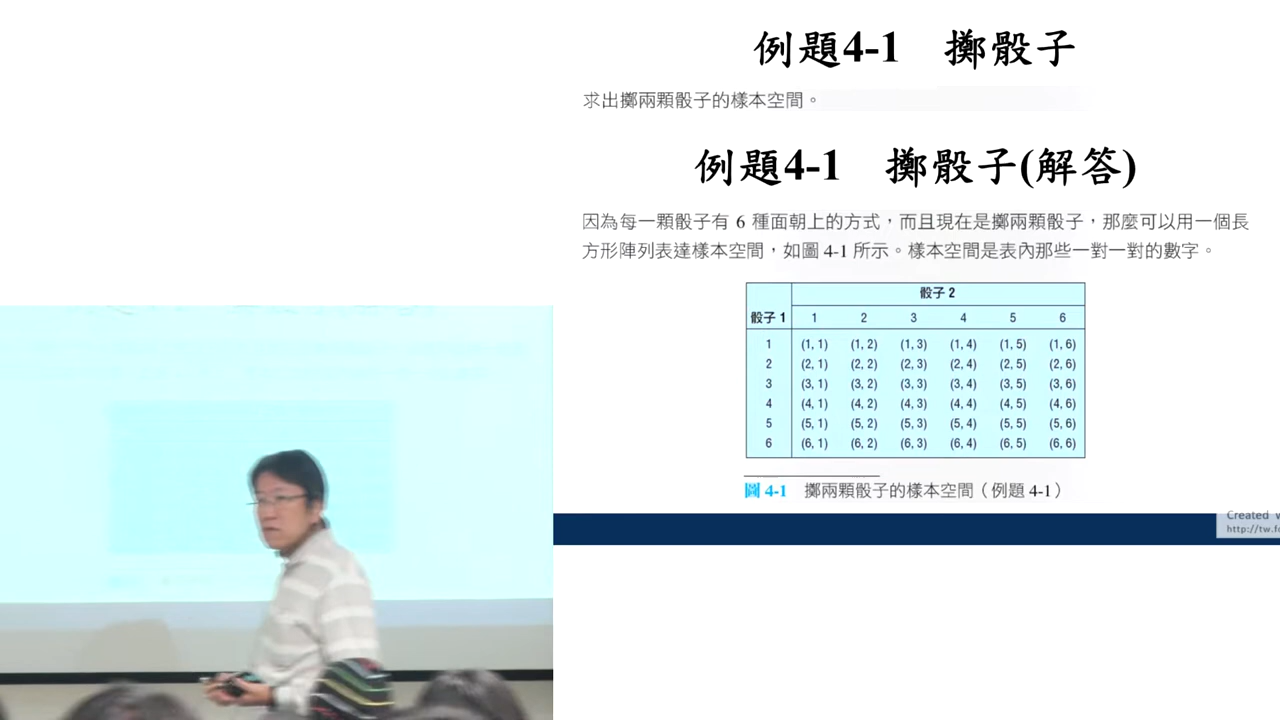 例題4-1 擲骰子
求出擲兩顆骰子的樣本空間。
例題4-1 擲骰子(解答)
因為每一顆骰子有 6 種面朝上的方式，而且現在是擲兩顆骰子，那麼可以用一個長
方形陣列表達樣本空間，如圖 4-1 所示。樣本空間是表內那些一對一對的數字。
骰子 2
骰子 1 1 2 3 4 5 6
1 (1, 1) (1, 2) (1, 3) (1, 4) (1, 5) (1, 6)
2 (2, 1) (2, 2) (2, 3) (2, 4) (2, 5) (2, 6)
3 (3, 1) (3, 2) (3, 3) (3, 4) (3, 5) (3, 6)
4 (4, 1) (4, 2) (4, 3) (4, 4) (4, 5) (4, 6)
5 (5, 1) (5, 2) (5, 3) (5, 4) (5, 5) (5, 6)
6 (6, 1) (6, 2) (6, 3) (6, 4) (6, 5) (6, 6)
圖 4-1 擲兩顆骰子的樣本空間（例題 4-1）
Created
http://tw.fo